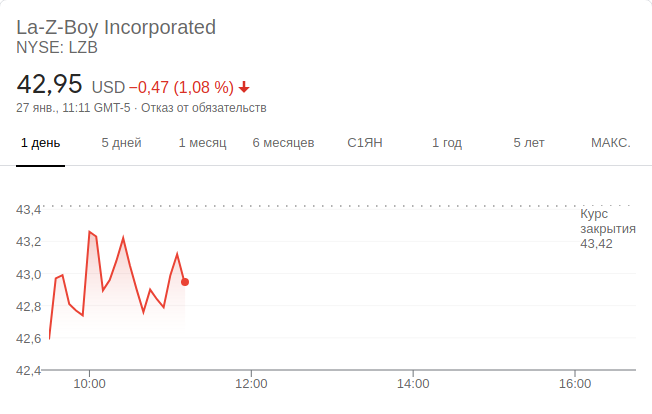 La-Z-Boy Incorporated
NYSE: LZB
42,95 USD −0,47 (1,08 %)
27 янв., 11:11 GMT-5 · Отказ от обязательств
1 день 5 дней 1 месяц 6 месяцев С1ЯН 1 год 5 лет МАКС.
43,4
Курс
закрытия
43,42
43,2
43,0
42,8
42,6
42,4
10:00 12:00 14:00 16:00